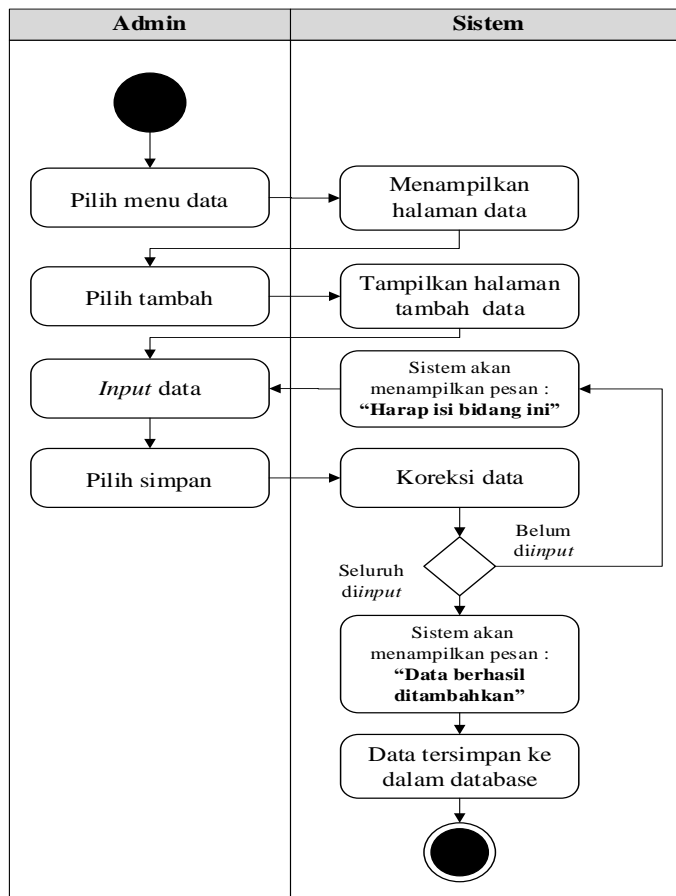 Admin
Sistem
Pilih menu data
Menampilkan
halaman data
Pilih tambah
Tampilkan halaman
tambah data
Input data
Sistem akan
menampilkan pesan :
“Harap isi bidang ini”
Pilih simpan
Koreksi data
Belum
diinput
Seluruh
diinput
Sistem akan
menampilkan pesan :
“Data berhasil
ditambahkan”
Data tersimpan ke
dalam database